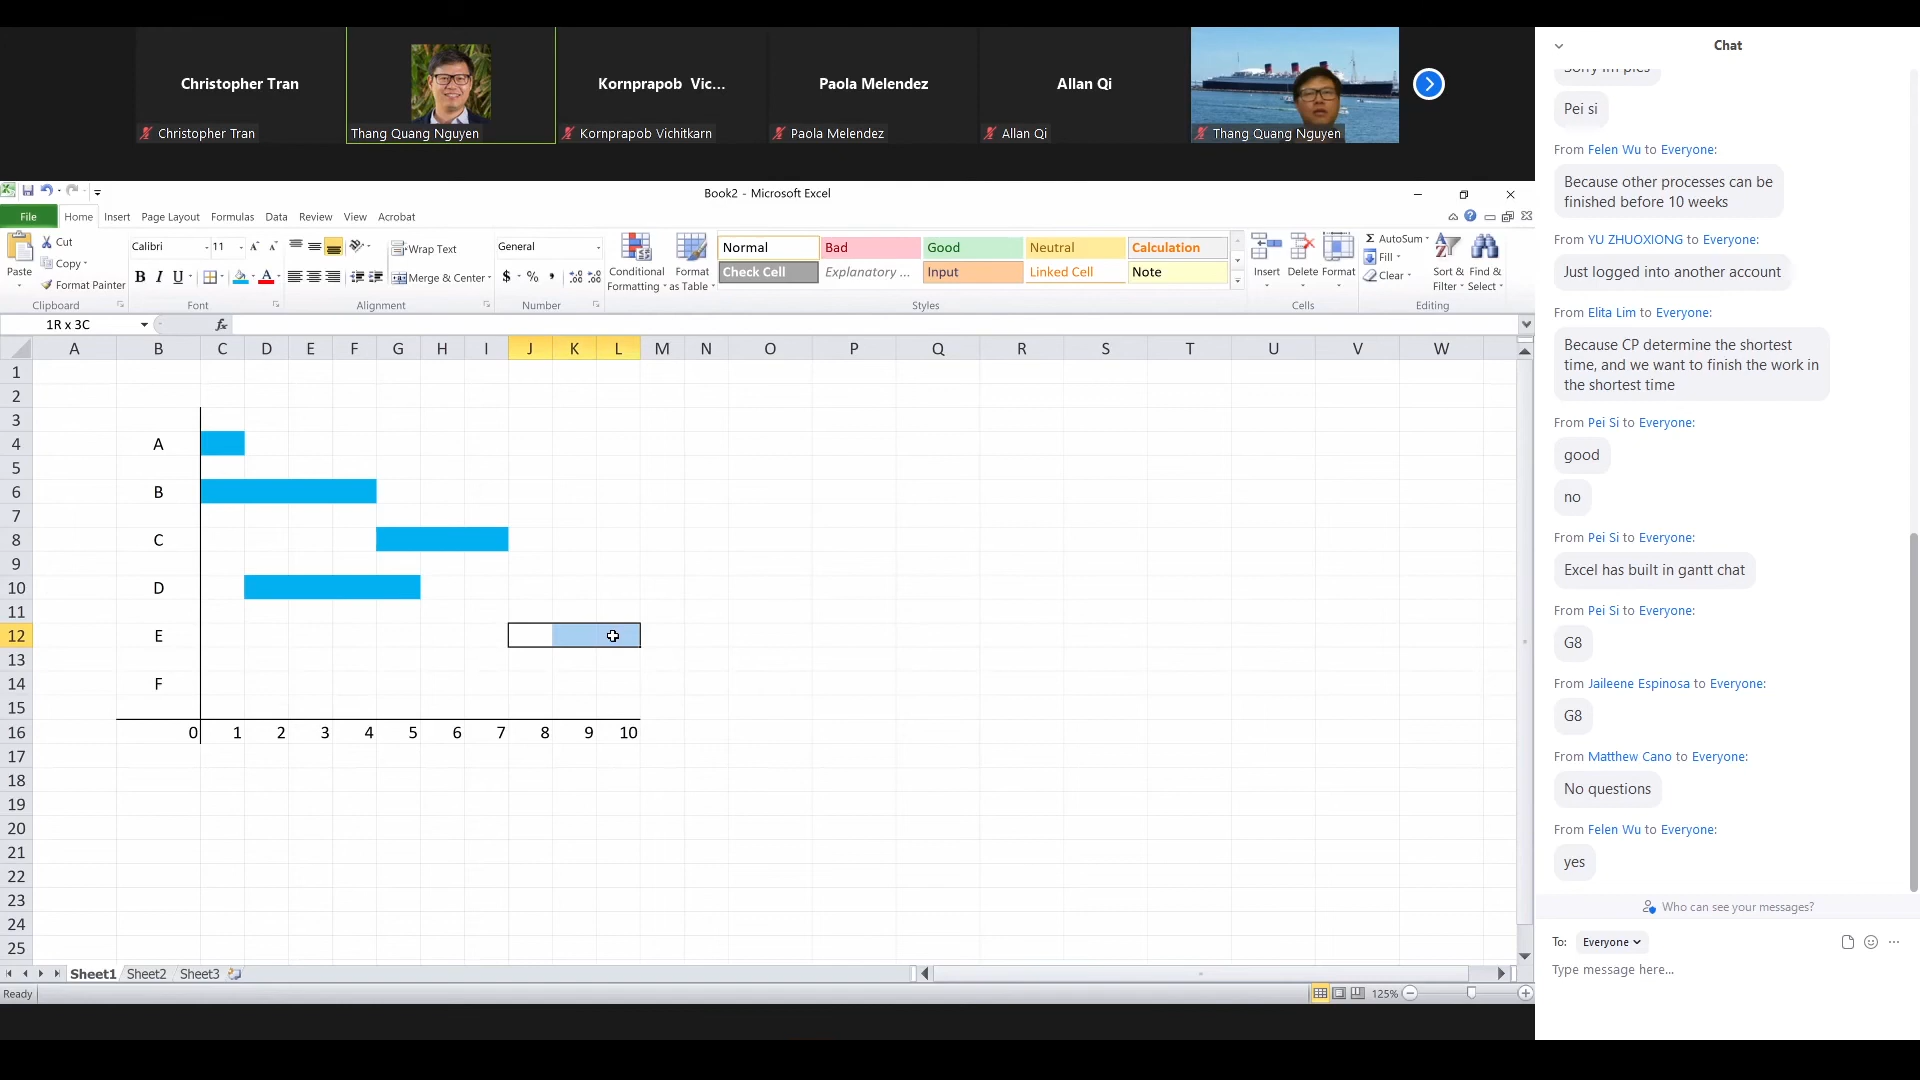 Christopher Tran
Christopher Tran
Thang Quang Nguyen
Kornprapob Vic...
Kornprapob Vichitkarn
Paola Melendez
Paola Melendez
Allan Qi
Allan Qi
Thang Quang Nguyen
Book2 - Microsoft Excel
File Home Insert Page Layout Formulas Data Review View Acrobat
Paste
Cut
Copy
Format Painter
Clipboard
Calibri 11
B I U A
Font
Wrap Text
Merge & Center
Alignment
General
$ % ,
Number
Conditional Formatting
Format as Table
Normal Bad Good Neutral Calculation
Check Cell Explanatory ... Input Linked Cell Note
Styles
Insert Delete Format
Cells
AutoSum
Fill
Clear
Sort & Filter
Find & Select
Editing
1R x 3C fx
A B C D E F G H I J K L M N O P Q R S T U V W
1
2
3
4 A
5
6 B
7
8 C
9
10 D
11
12 E
13
14 F
15
16 0 1 2 3 4 5 6 7 8 9 10
17
18
19
20
21
22
23
24
25
Sheet1 Sheet2 Sheet3
Ready 125%
Chat
Pei si
From Felen Wu to Everyone:
Because other processes can be
finished before 10 weeks
From YU ZHUOXIONG to Everyone:
Just logged into another account
From Elita Lim to Everyone:
Because CP determine the shortest
time, and we want to finish the work in
the shortest time
From Pei Si to Everyone:
good
no
From Pei Si to Everyone:
Excel has built in gantt chat
From Pei Si to Everyone:
G8
From Jaileene Espinosa to Everyone:
G8
From Matthew Cano to Everyone:
No questions
From Felen Wu to Everyone:
yes
Who can see your messages?
To: Everyone
Type message here...